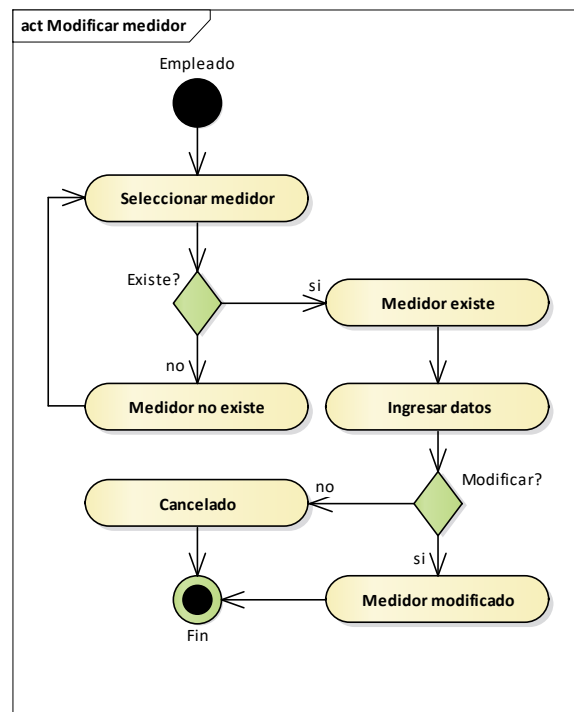 act Modificar medidor
Empleado
Seleccionar medidor
Existe?
si
Medidor existe
no
Medidor no existe
Ingresar datos
Modificar?
no
Cancelado
si
Medidor modificado
Fin